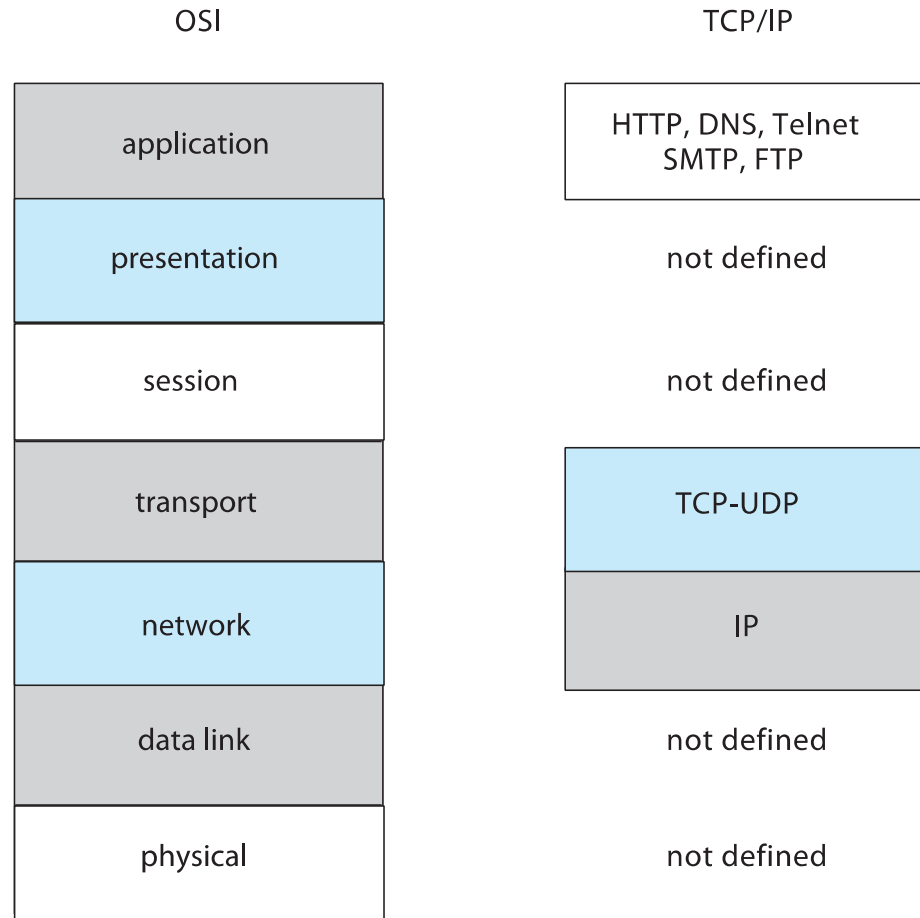 OSI
TCP/IP
application
HTTP, DNS, Telnet
SMTP, FTP
presentation
not defined
session
not defined
transport
TCP-UDP
network
IP
data link
not defined
physical
not defined